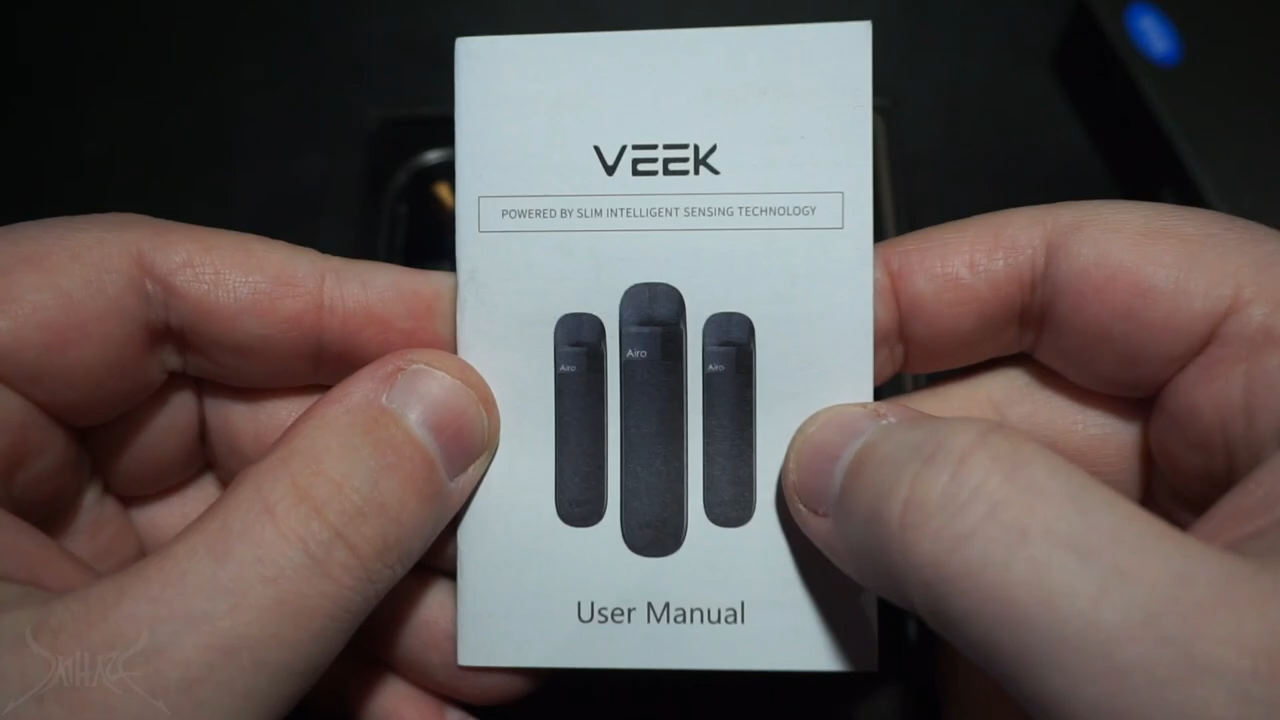 VEEK
POWERED BY SLIM INTELLIGENT SENSING TECHNOLOGY
Airo
Airo
Airo
User Manual